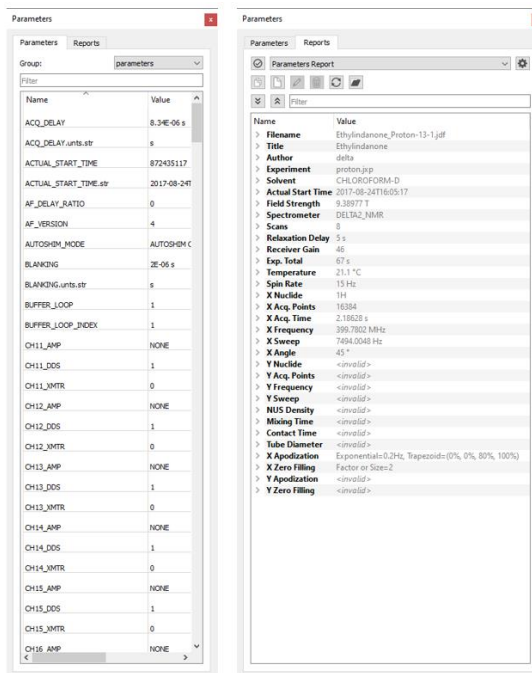 Parameters
x
Parameters Reports
Group: parameters
Filter
Name Value
ACQ_DELAY 8.34E-06 s
ACQ_DELAY.unts.str s
ACTUAL_START_TIME 872435117
ACTUAL_START_TIME.str 2017-08-24T
AF_DELAY_RATIO 0
AF_VERSION 4
AUTOSHIM_MODE AUTOSHIM C
BLANKING 2E-06 s
BLANKING.unts.str s
BUFFER_LOOP 1
BUFFER_LOOP_INDEX 1
CH11_AMP NONE
CH11_DDS 1
CH11_XMTR 0
CH12_AMP NONE
CH12_DDS 1
CH12_XMTR 0
CH13_AMP NONE
CH13_DDS 1
CH13_XMTR 0
CH14_AMP NONE
CH14_DDS 1
CH14_XMTR 0
CH15_AMP NONE
CH15_DDS 1
CH15_XMTR 0
CH16_AMP NONE
Parameters
Parameters Reports
Parameters Report
Filter
Name Value
Filename Ethylindanone_Proton-13-1.jdf
Title Ethylindanone
Author delta
Experiment proton.jxp
Solvent CHLOROFORM-D
Actual Start Time 2017-08-24T16:05:17
Field Strength 9.38977 T
Spectrometer DELTA2_NMR
Scans 8
Relaxation Delay 5 s
Receiver Gain 46
Exp. Total 67 s
Temperature 21.1 °C
Spin Rate 15 Hz
X Nuclide 1H
X Acq. Points 16384
X Acq. Time 2.18628 s
X Frequency 399.7802 MHz
X Sweep 7494.0048 Hz
X Angle 45 °
Y Nuclide <invalid>
Y Acq. Points <invalid>
Y Frequency <invalid>
Y Sweep <invalid>
NUS Density <invalid>
Mixing Time <invalid>
Contact Time <invalid>
Tube Diameter <invalid>
X Apodization Exponential=0.2Hz, Trapezoid=(0%, 0%, 80%, 100%)
X Zero Filling Factor or Size=2
Y Apodization <invalid>
Y Zero Filling <invalid>